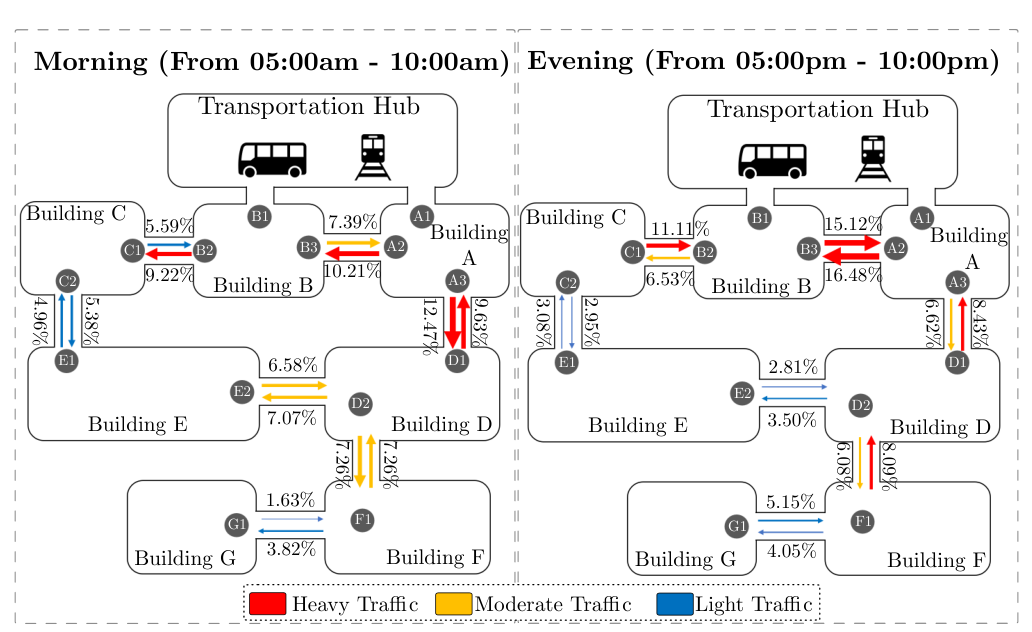 Morning (From 05:00am - 10:00am)
Transportation Hub
Building C
5.59%
B1
7.39%
A1
Building
A
C1
B2
B3
A2
9.22%
10.21%
C2
Building B
A3
4.96%
5.38%
12.47%
9.63%
E1
D1
6.58%
E2
D2
7.07%
Building E
Building D
7.26%
7.26%
1.63%
G1
F1
3.82%
Building G
Building F
Evening (From 05:00pm - 10:00pm)
Transportation Hub
Building C
11.11%
B1
15.12%
A1
Building
A
C1
B2
B3
A2
6.53%
16.48%
C2
Building B
A3
3.08%
2.95%
6.62%
8.43%
E1
D1
2.81%
E2
D2
3.50%
Building E
Building D
6.08%
8.09%
5.15%
G1
F1
4.05%
Building G
Building F
Heavy Traffic
Moderate Traffic
Light Traffic